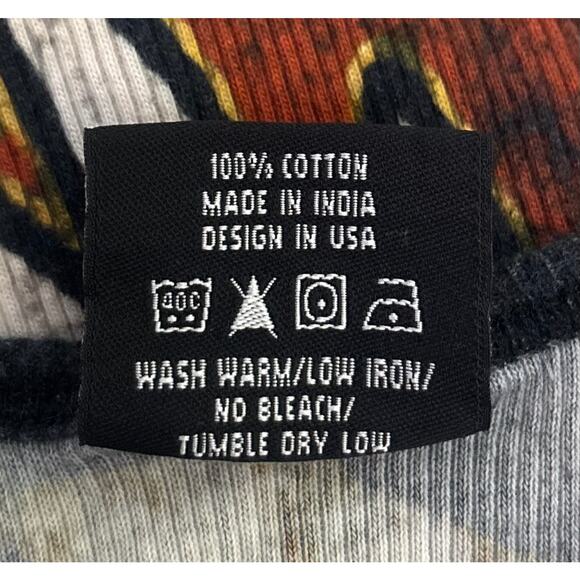 100% COTTON
MADE IN INDIA
DESIGN IN USA
40C
WASH WARM/LOW IRON/
NO BLEACH/
TUMBLE DRY LOW